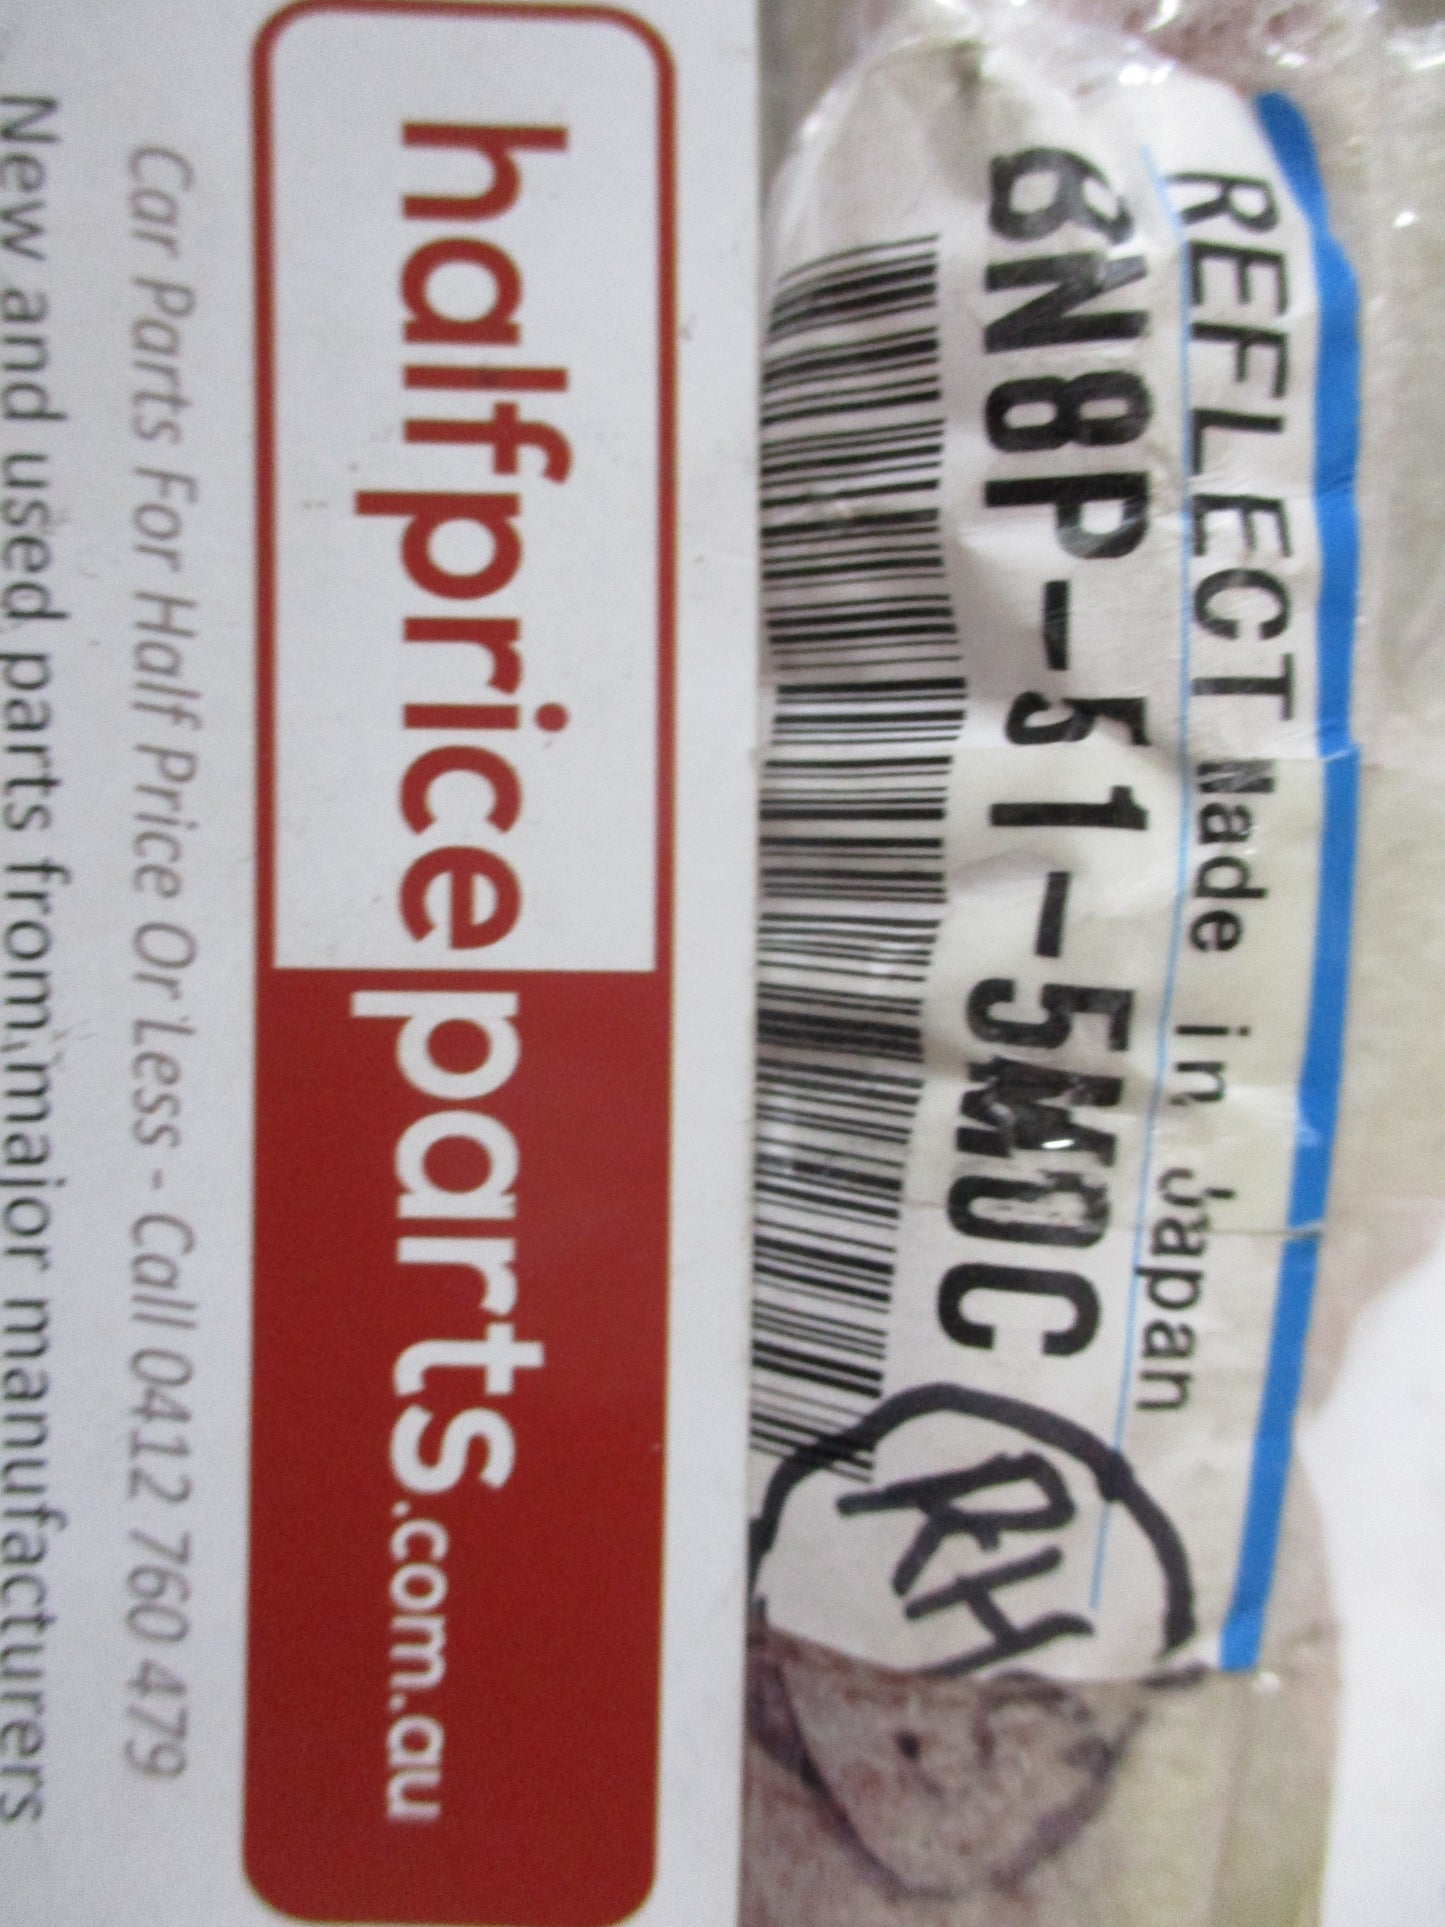 REFLECT Made in Japan
BN8P-51-5M0C
RH
halfpriceparts.com.au
Car Parts For Half Price Or Less - Call 0412 760 479
New and used parts from major manufacturers